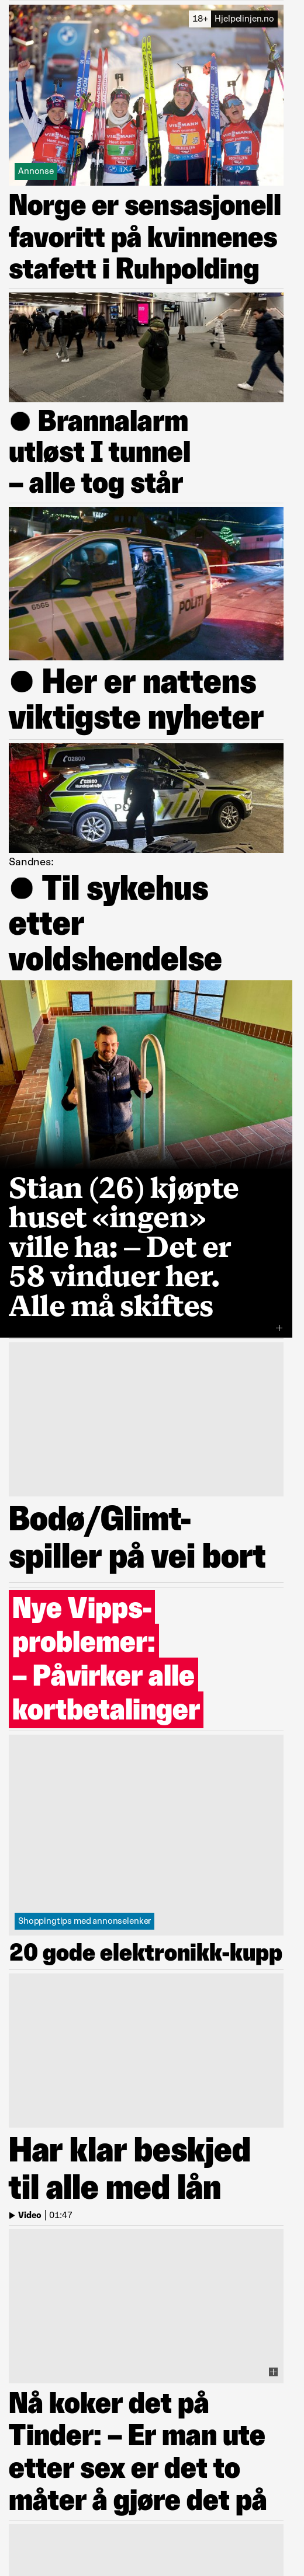 18+ Hjelpelinjen.no
Annonse
Norge er sensasjonell
favoritt på kvinnenes
stafett i Ruhpolding
● Brannalarm
utløst I tunnel
– alle tog står
6565
POLITI
● Her er nattens
viktigste nyheter
02800
02800
Sandnes:
● Til sykehus
etter
voldshendelse
Stian (26) kjøpte
huset «ingen»
ville ha: – Det er
58 vinduer her.
Alle må skiftes
Bodø/Glimt-
spiller på vei bort
Nye Vipps-
problemer:
– Påvirker alle
kortbetalinger
Shoppingtips med annonselenker
20 gode elektronikk-kupp
Har klar beskjed
til alle med lån
Video | 01:47
Nå koker det på
Tinder: – Er man ute
etter sex er det to
måter å gjøre det på